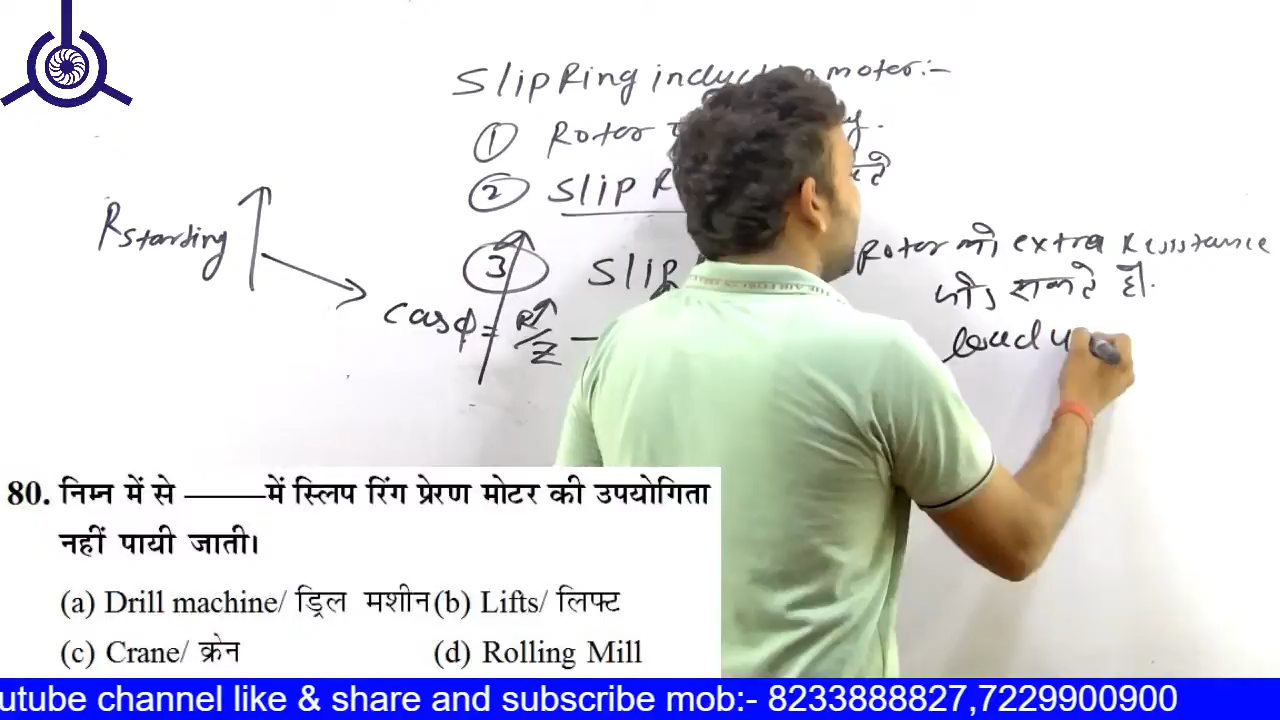 Slip Ring induction motor:-
① Rotor
② Slip
Rstarting
③ Slip
Rotor को extra Resistance
जोड़ सकते हैं.
cosϕ = R/Z
load
80. निम्न में से ———में स्लिप रिंग प्रेरण मोटर की उपयोगिता
नहीं पायी जाती।
(a) Drill machine/ ड्रिल मशीन (b) Lifts/ लिफ्ट
(c) Crane/ क्रेन (d) Rolling Mill
utube channel like & share and subscribe mob:- 8233888827,7229900900